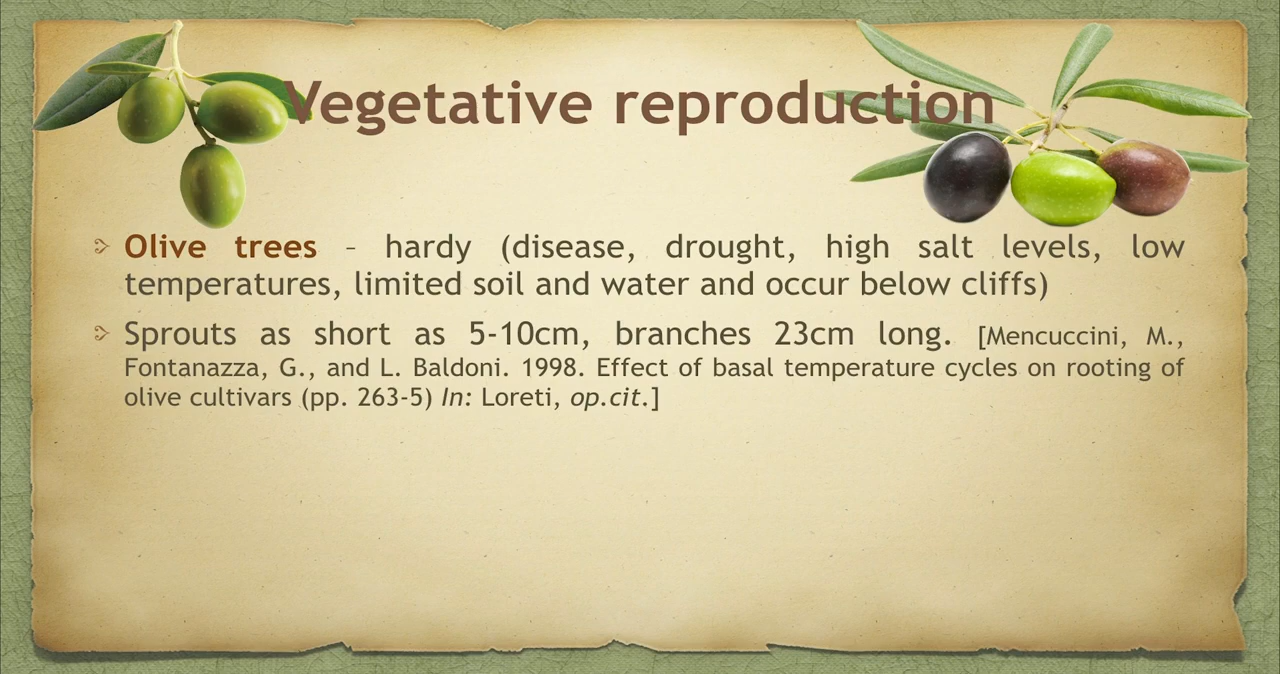 Vegetative reproduction
Olive trees – hardy (disease, drought, high salt levels, low
temperatures, limited soil and water and occur below cliffs)
Sprouts as short as 5-10cm, branches 23cm long. [Mencuccini, M.,
Fontanazza, G., and L. Baldoni. 1998. Effect of basal temperature cycles on rooting of
olive cultivars (pp. 263-5) In: Loreti, op.cit.]